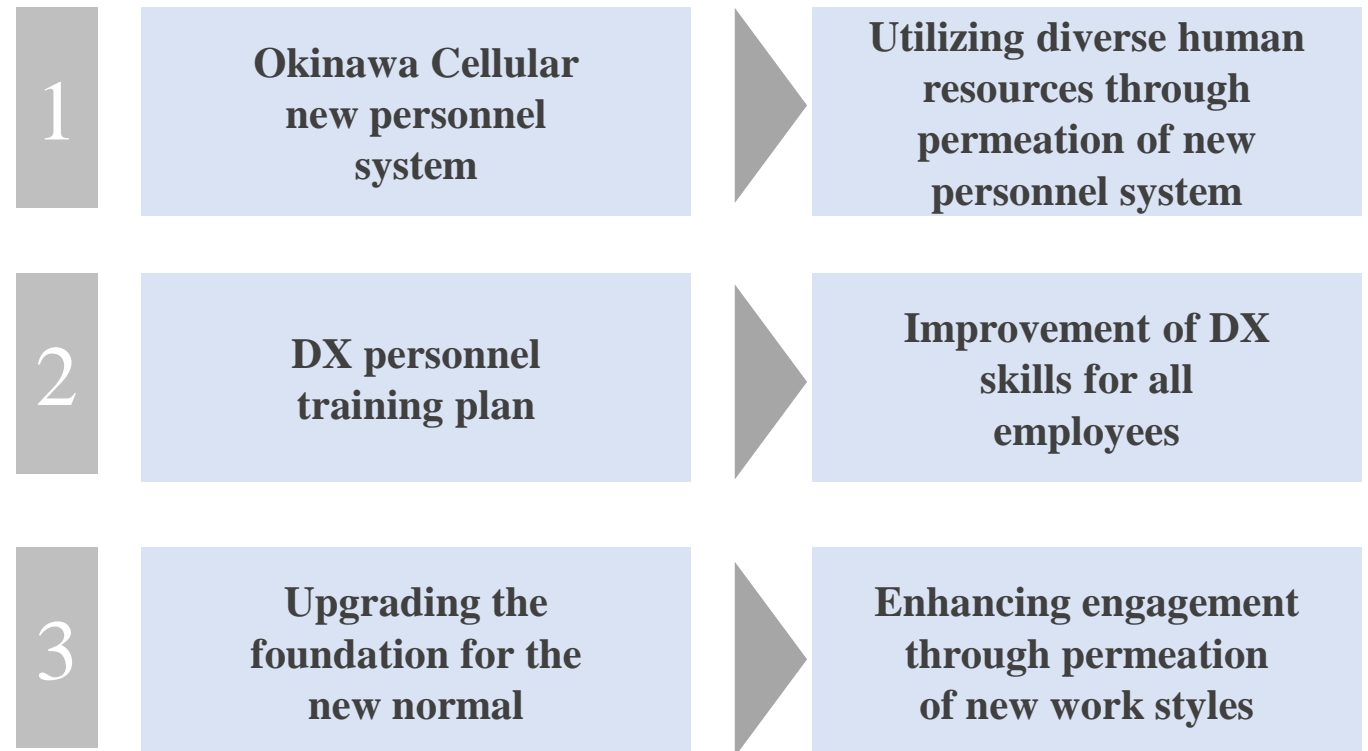 1
Okinawa Cellular
new personnel
system
Utilizing diverse human
resources through
permeation of new
personnel system
2
DX personnel
training plan
Improvement of DX
skills for all
employees
3
Upgrading the
foundation for the
new normal
Enhancing engagement
through permeation
of new work styles